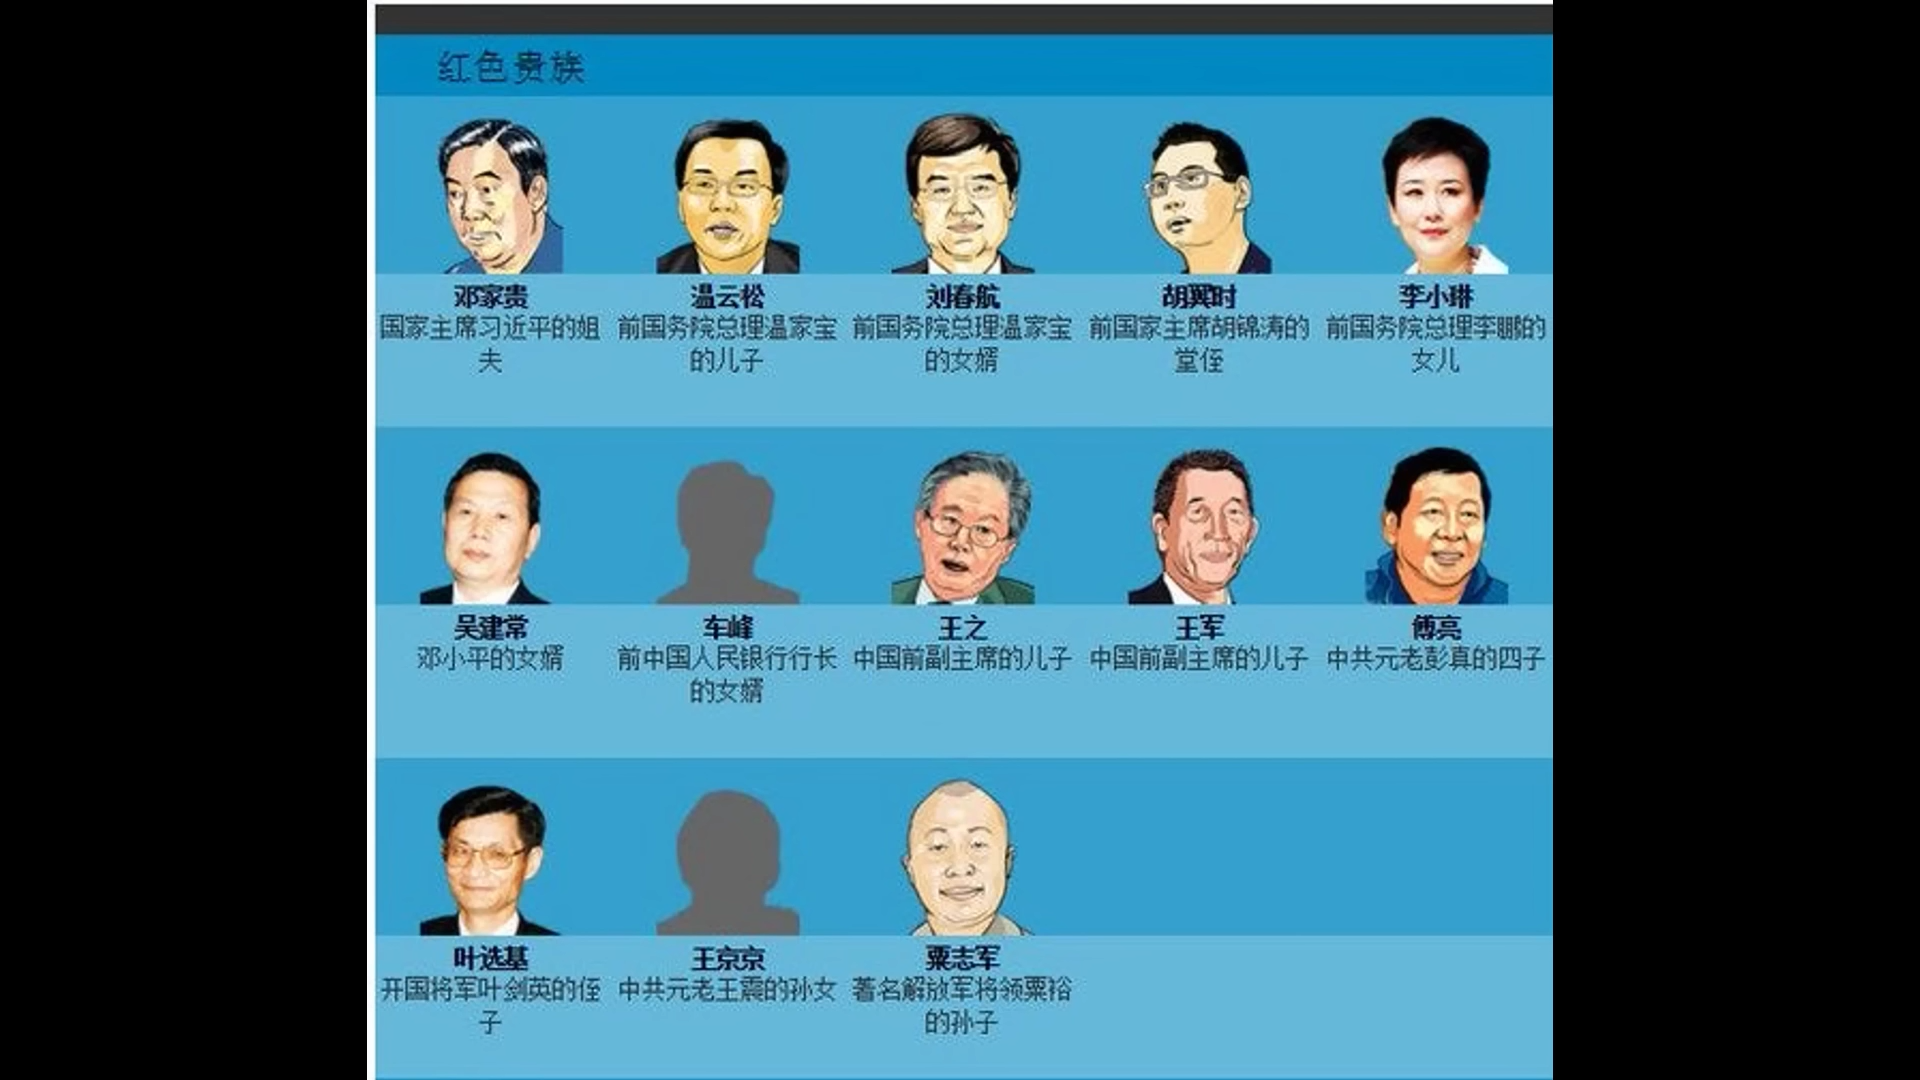 红色贵族
邓家贵 温云松 刘春航 胡翼时 李小琳
国家主席习近平的姐 前国务院总理温家宝 前国务院总理温家宝 前国家主席胡锦涛的 前国务院总理李鹏的
夫 的儿子 的女婿 堂侄 女儿
吴建常 车峰 王之 王军 傅亮
邓小平的女婿 前中国人民银行行长 中国前副主席的儿子 中国前副主席的儿子 中共元老彭真的四子
的女婿
叶选基 王京京 粟志军
开国将军叶剑英的侄 中共元老王震的孙女 著名解放军将领粟裕
子 的孙子